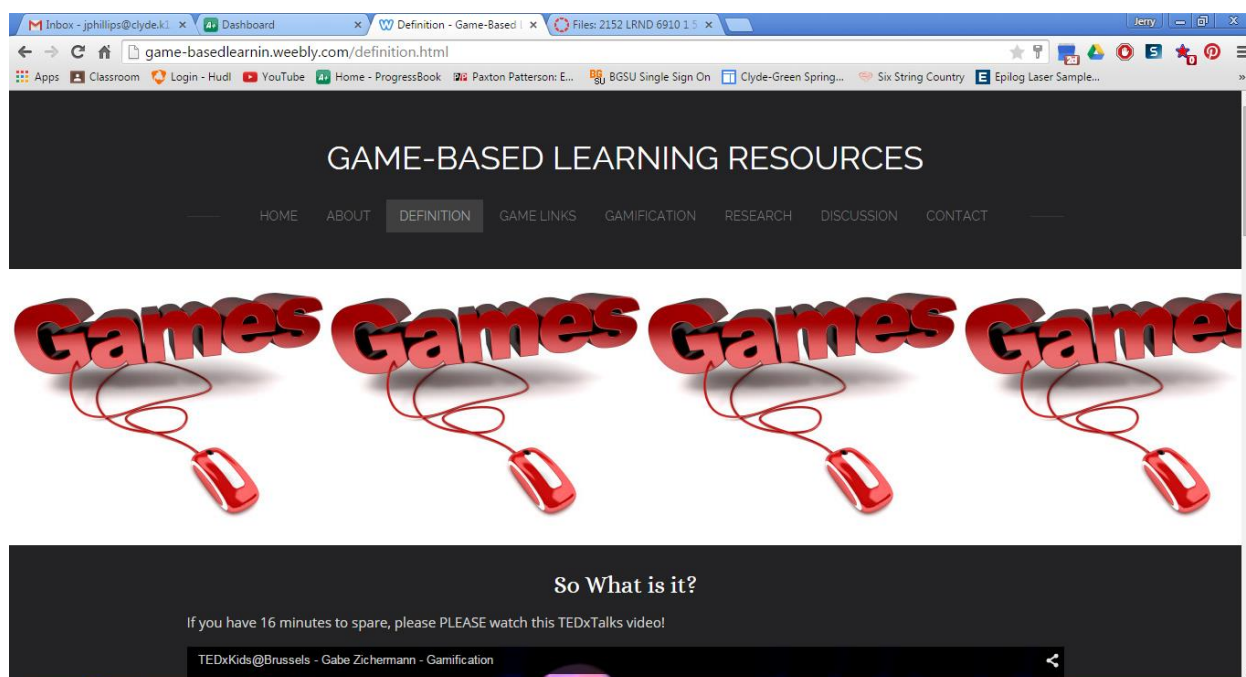 Inbox - jphillips@clyde.k1
Dashboard
Definition - Game-Based
Files: 2152 LRND 6910 1 5
Jerry
game-basedlearnin.weebly.com/definition.html
Apps Classroom Login - Hudl YouTube Home - ProgressBook Paxton Patterson: E... BGSU Single Sign On Clyde-Green Spring... Six String Country Epilog Laser Sample... »
GAME-BASED LEARNING RESOURCES
HOME ABOUT DEFINITION GAME LINKS GAMIFICATION RESEARCH DISCUSSION CONTACT
Games Games Games Games
So What is it?
If you have 16 minutes to spare, please PLEASE watch this TEDxTalks video!
TEDxKids@Brussels - Gabe Zichermann - Gamification